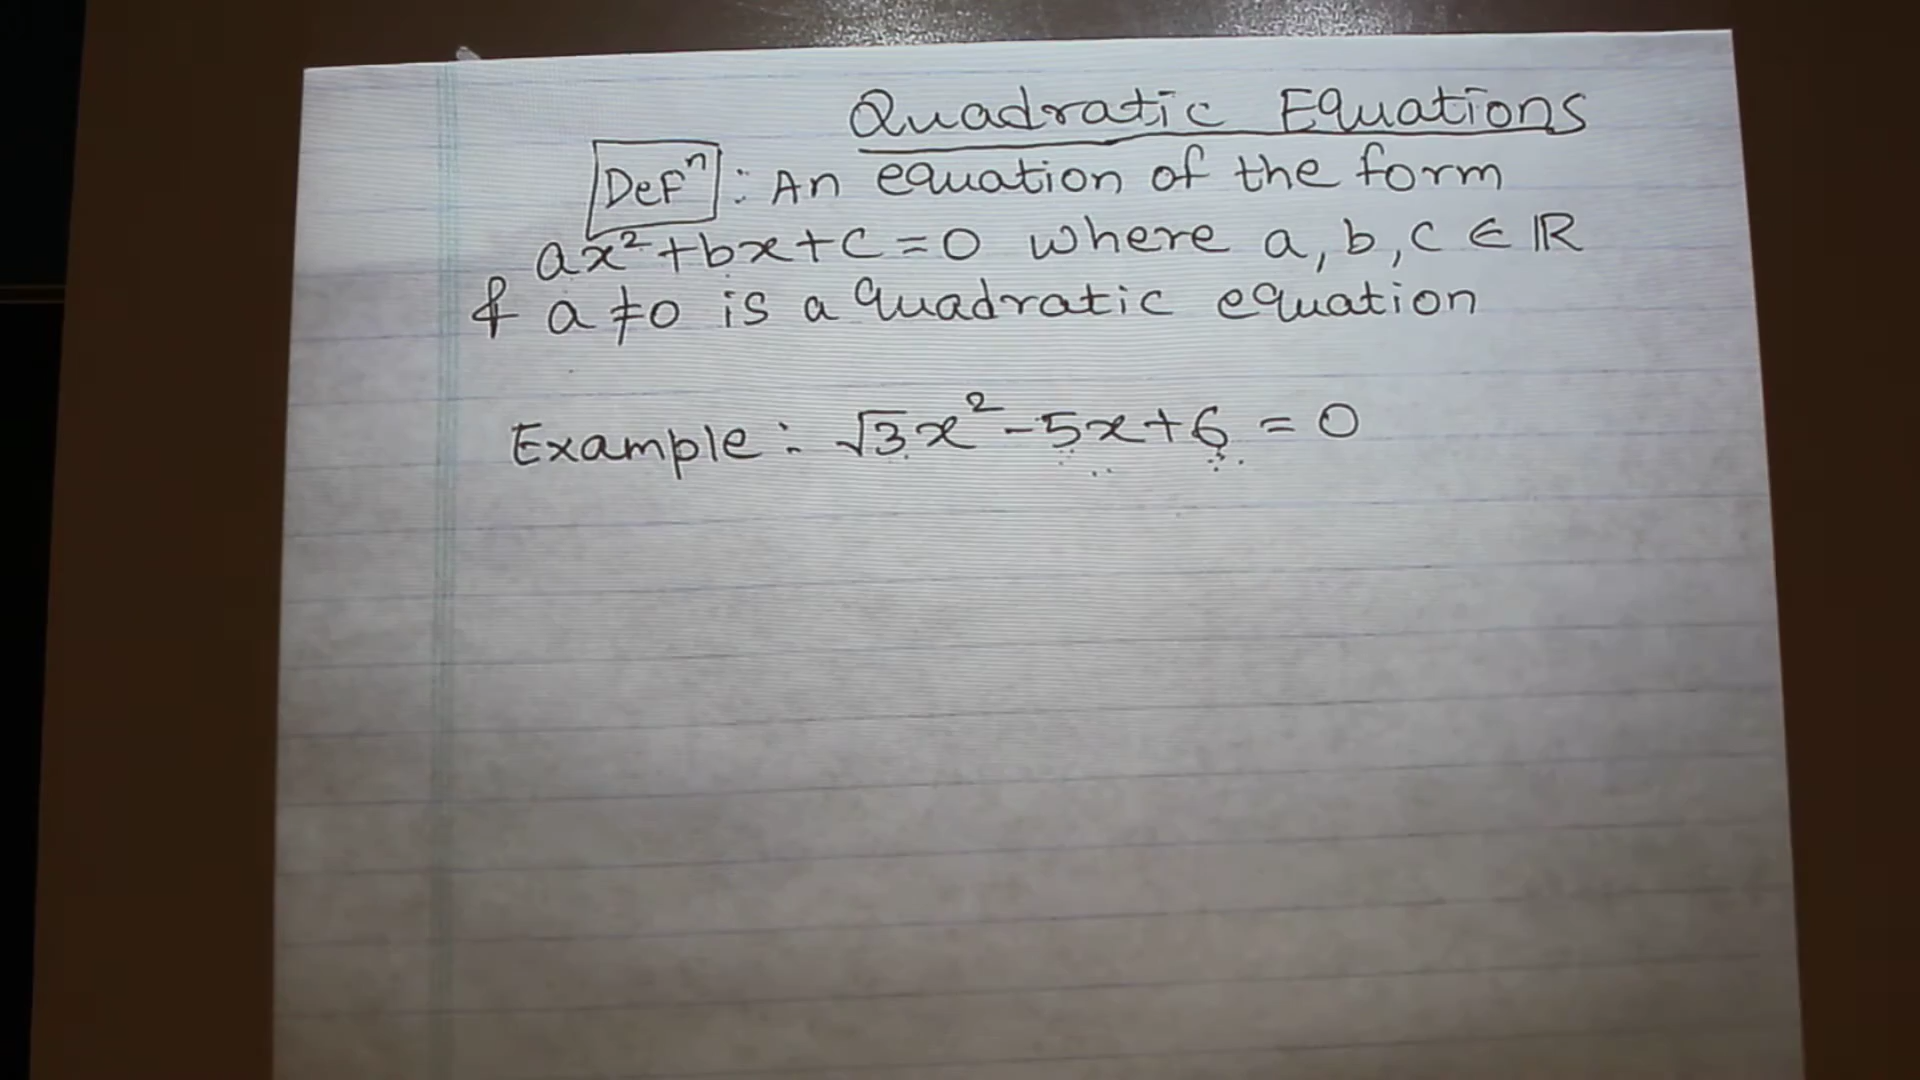 Quadratic Equations
Defⁿ : An equation of the form
ax²+bx+c=0 where a, b, c ∈ ℝ
& a ≠ 0 is a quadratic equation
Example : √3x²-5x+6 = 0